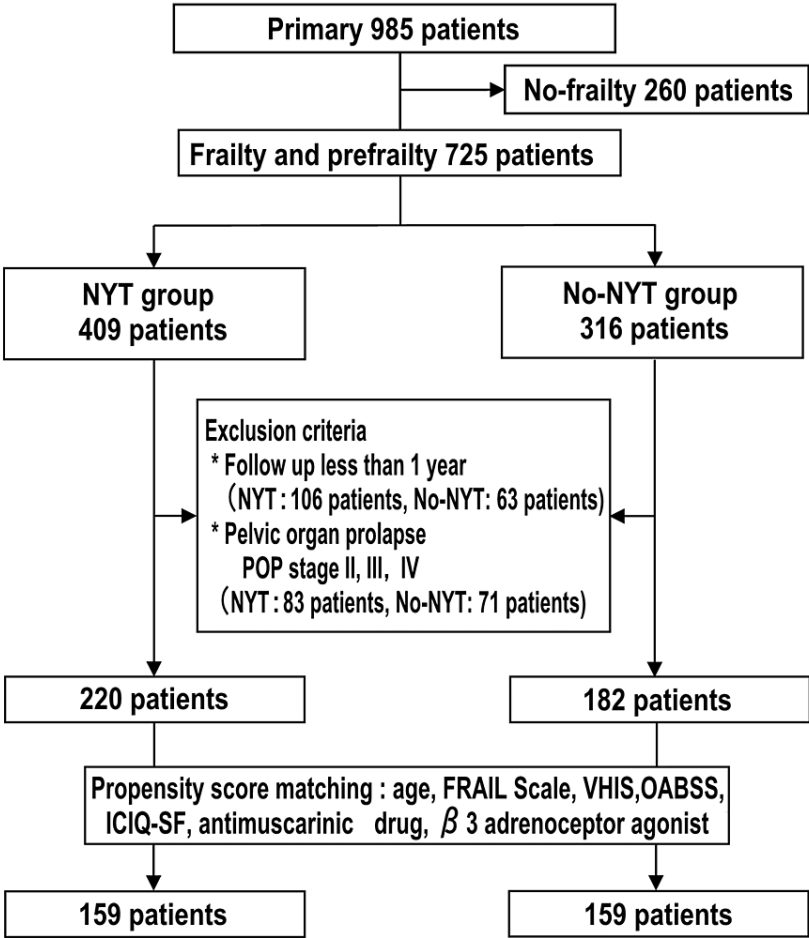 Primary 985 patients
No-frailty 260 patients
Frailty and prefrailty 725 patients
NYT group
409 patients
No-NYT group
316 patients
Exclusion criteria
* Follow up less than 1 year
（NYT : 106 patients, No-NYT: 63 patients)
* Pelvic organ prolapse
POP stage II, III, IV
（NYT : 83 patients, No-NYT: 71 patients)
220 patients
182 patients
Propensity score matching : age, FRAIL Scale, VHIS,OABSS,
ICIQ-SF, antimuscarinic drug, β 3 adrenoceptor agonist
159 patients
159 patients